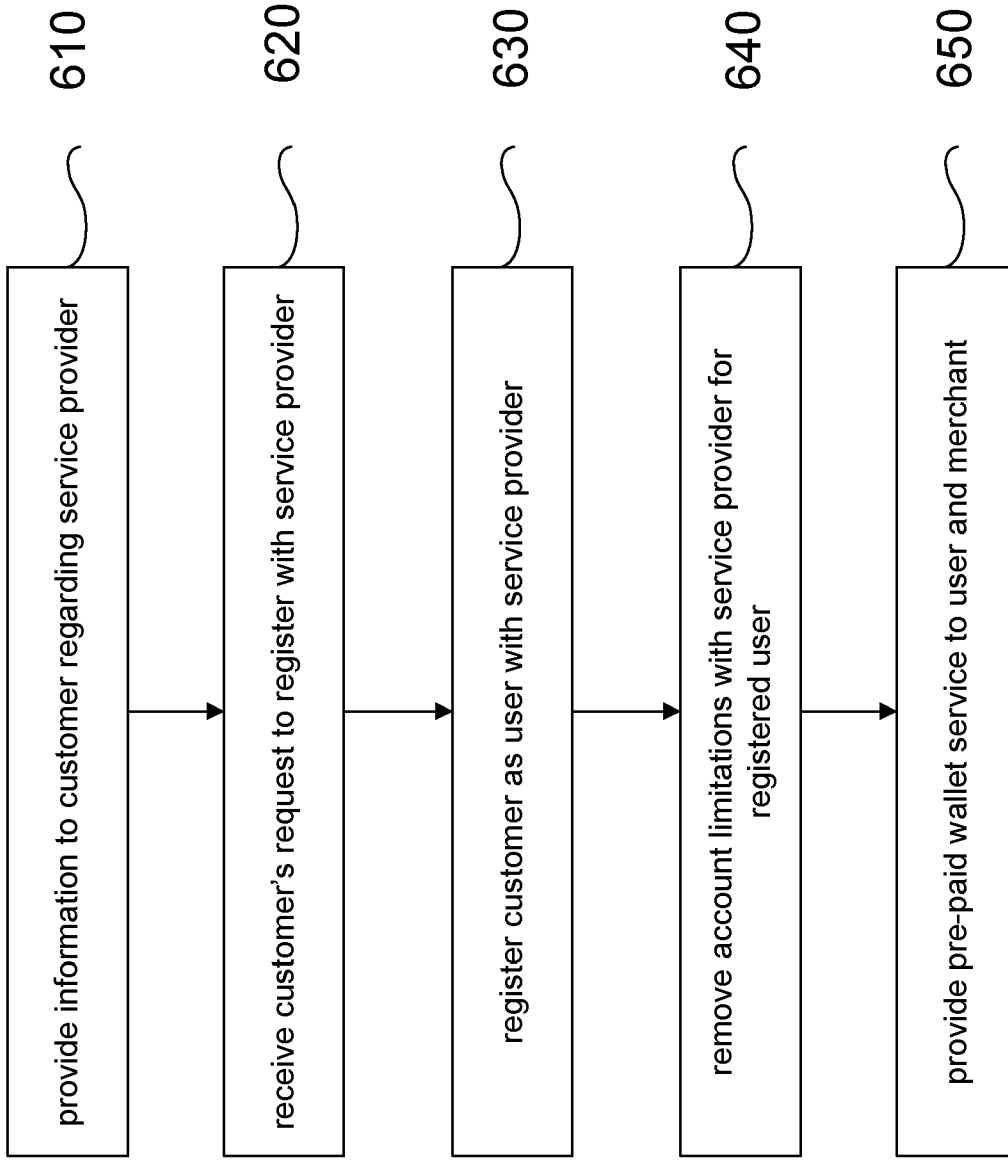 provide information to customer regarding service provider
610
receive customer's request to register with service provider
620
register customer as user with service provider
630
remove account limitations with service provider for
registered user
640
provide pre-paid wallet service to user and merchant
650